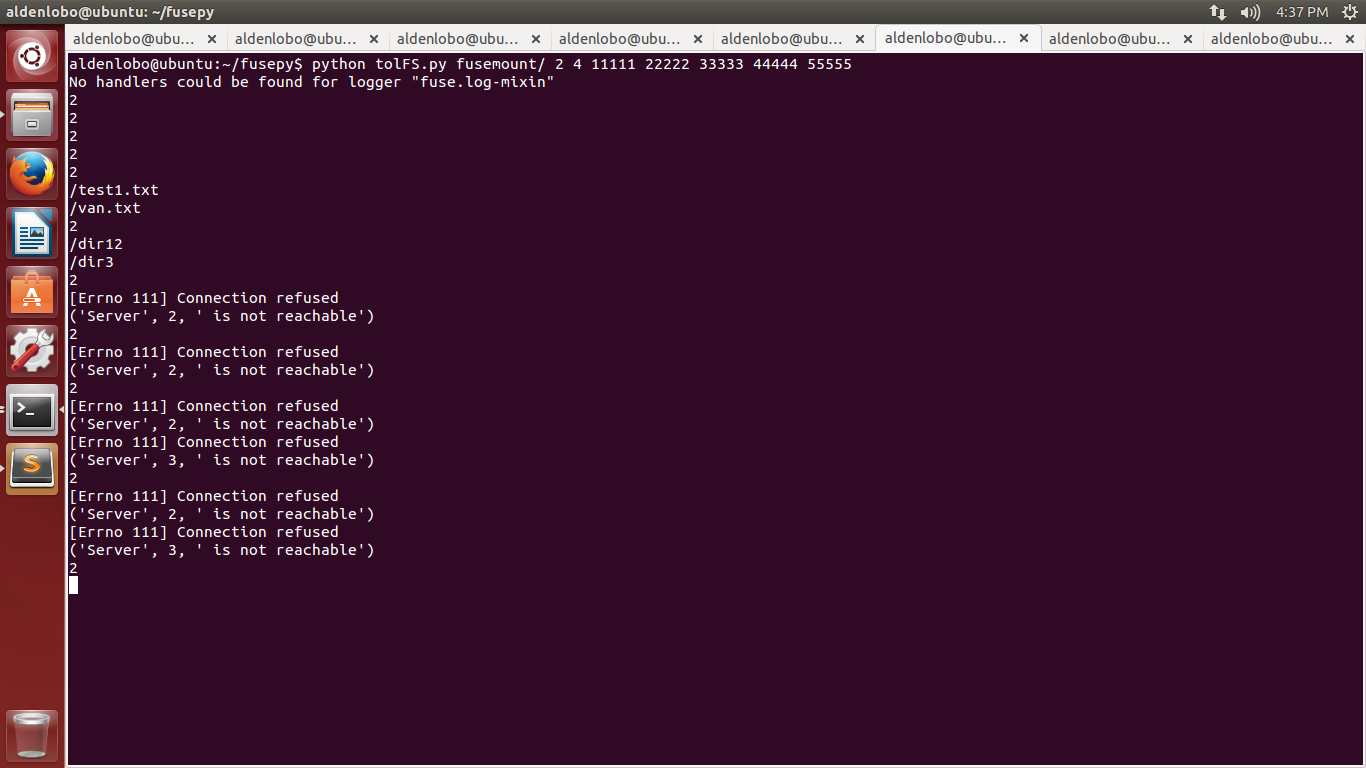 aldenlobo@ubuntu: ~/fusepy
4:37 PM
aldenlobo@ubu... × aldenlobo@ubu... × aldenlobo@ubu... × aldenlobo@ubu... × aldenlobo@ubu... × aldenlobo@ubu... × aldenlobo@ubu... × aldenlobo@ubu... ×
aldenlobo@ubuntu:~/fusepy$ python tolFS.py fusemount/ 2 4 11111 22222 33333 44444 55555
No handlers could be found for logger "fuse.log-mixin"
2
2
2
2
2
/test1.txt
/van.txt
2
/dir12
/dir3
2
[Errno 111] Connection refused
('Server', 2, ' is not reachable')
2
[Errno 111] Connection refused
('Server', 2, ' is not reachable')
2
[Errno 111] Connection refused
('Server', 2, ' is not reachable')
[Errno 111] Connection refused
('Server', 3, ' is not reachable')
2
[Errno 111] Connection refused
('Server', 2, ' is not reachable')
[Errno 111] Connection refused
('Server', 3, ' is not reachable')
2